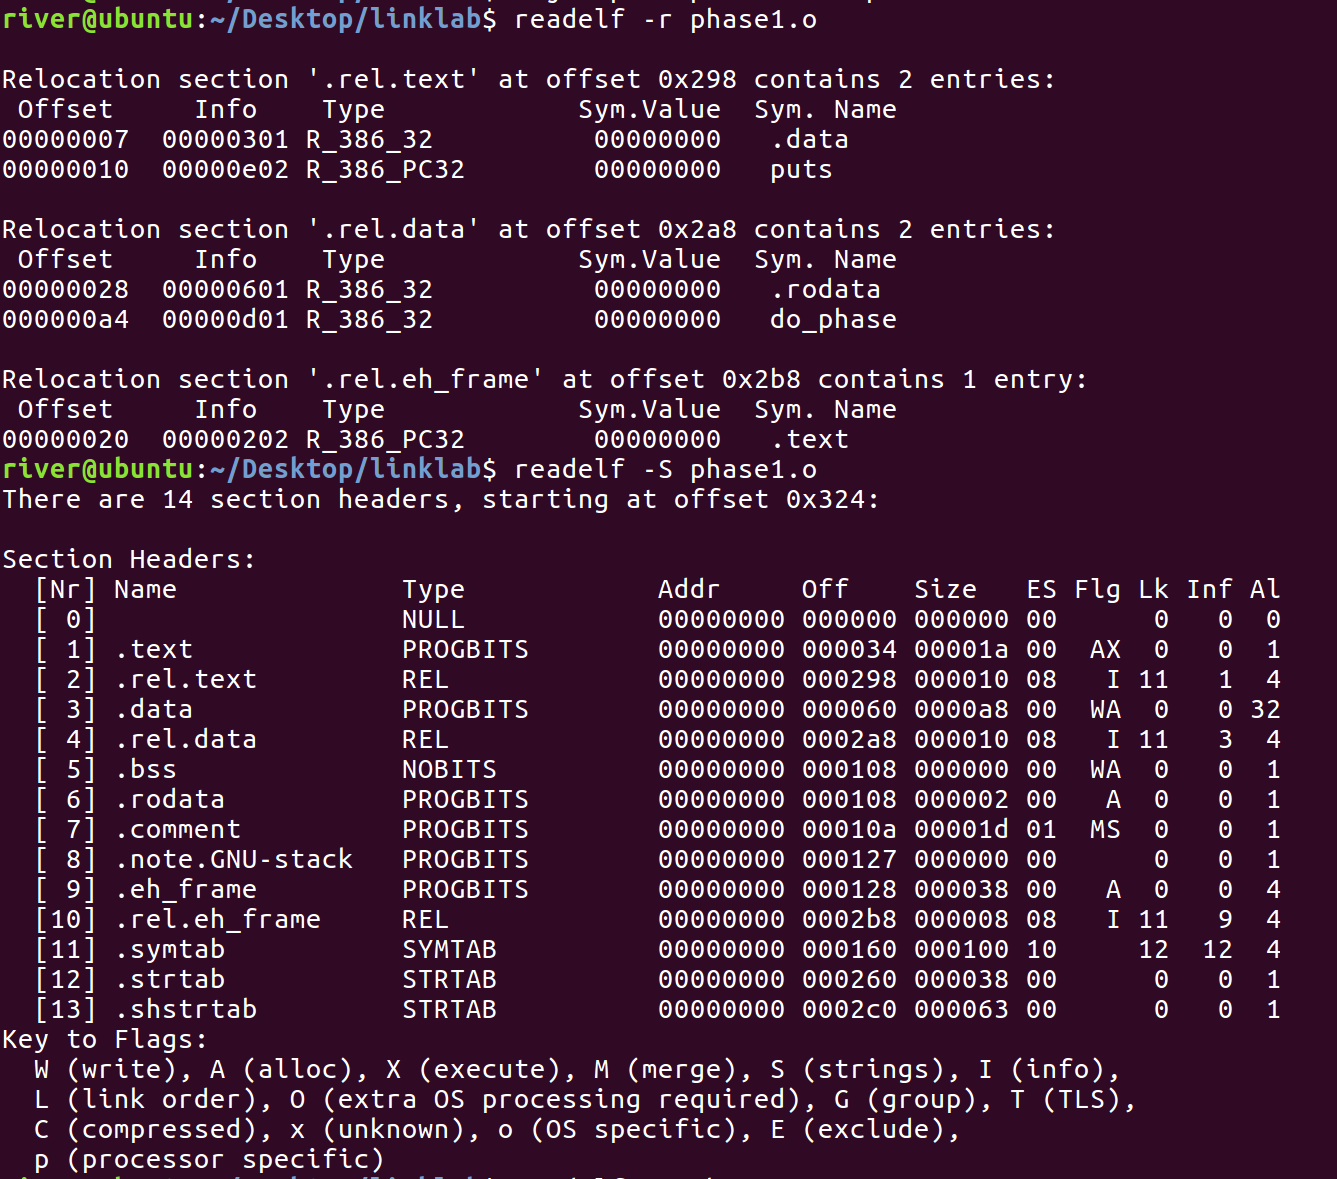 river@ubuntu:~/Desktop/linklab$ readelf -r phase1.o

Relocation section '.rel.text' at offset 0x298 contains 2 entries:
 Offset     Info    Type            Sym.Value  Sym. Name
00000007  00000301 R_386_32          00000000   .data
00000010  00000e02 R_386_PC32        00000000   puts

Relocation section '.rel.data' at offset 0x2a8 contains 2 entries:
 Offset     Info    Type            Sym.Value  Sym. Name
00000028  00000601 R_386_32          00000000   .rodata
000000a4  00000d01 R_386_32          00000000   do_phase

Relocation section '.rel.eh_frame' at offset 0x2b8 contains 1 entry:
 Offset     Info    Type            Sym.Value  Sym. Name
00000020  00000202 R_386_PC32        00000000   .text
river@ubuntu:~/Desktop/linklab$ readelf -S phase1.o
There are 14 section headers, starting at offset 0x324:

Section Headers:
  [Nr] Name              Type            Addr     Off    Size   ES Flg Lk Inf Al
  [ 0]                   NULL            00000000 000000 000000 00      0   0  0
  [ 1] .text             PROGBITS        00000000 000034 00001a 00  AX  0   0  1
  [ 2] .rel.text         REL             00000000 000298 000010 08   I 11   1  4
  [ 3] .data             PROGBITS        00000000 000060 0000a8 00  WA  0   0 32
  [ 4] .rel.data         REL             00000000 0002a8 000010 08   I 11   3  4
  [ 5] .bss              NOBITS          00000000 000108 000000 00  WA  0   0  1
  [ 6] .rodata           PROGBITS        00000000 000108 000002 00   A  0   0  1
  [ 7] .comment          PROGBITS        00000000 00010a 00001d 01  MS  0   0  1
  [ 8] .note.GNU-stack   PROGBITS        00000000 000127 000000 00      0   0  1
  [ 9] .eh_frame         PROGBITS        00000000 000128 000038 00   A  0   0  4
  [10] .rel.eh_frame     REL             00000000 0002b8 000008 08   I 11   9  4
  [11] .symtab           SYMTAB          00000000 000160 000100 10     12  12  4
  [12] .strtab           STRTAB          00000000 000260 000038 00      0   0  1
  [13] .shstrtab         STRTAB          00000000 0002c0 000063 00      0   0  1
Key to Flags:
  W (write), A (alloc), X (execute), M (merge), S (strings), I (info),
  L (link order), O (extra OS processing required), G (group), T (TLS),
  C (compressed), x (unknown), o (OS specific), E (exclude),
  p (processor specific)